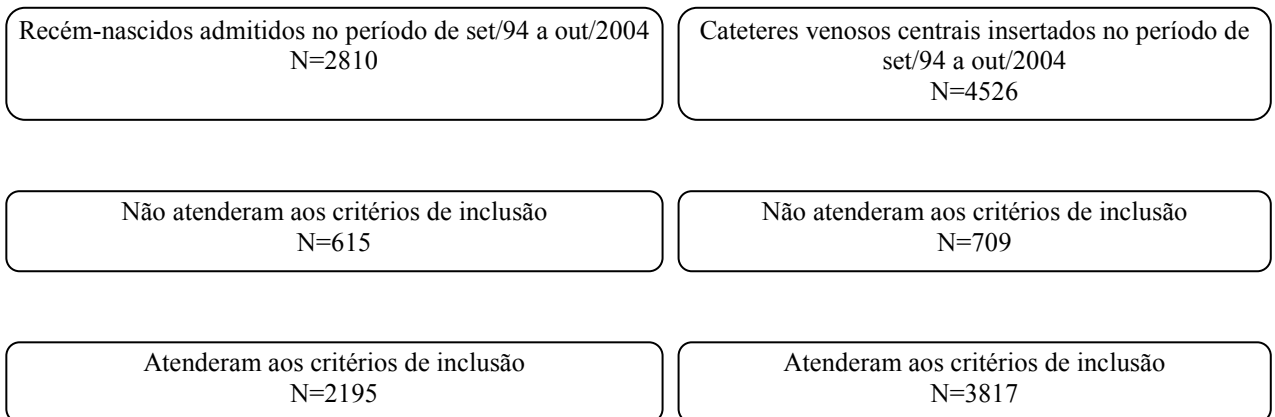 Recém-nascidos admitidos no período de set/94 a out/2004
N=2810
Cateteres venosos centrais insertados no período de
set/94 a out/2004
N=4526
Não atenderam aos critérios de inclusão
N=615
Não atenderam aos critérios de inclusão
N=709
Atenderam aos critérios de inclusão
N=2195
Atenderam aos critérios de inclusão
N=3817